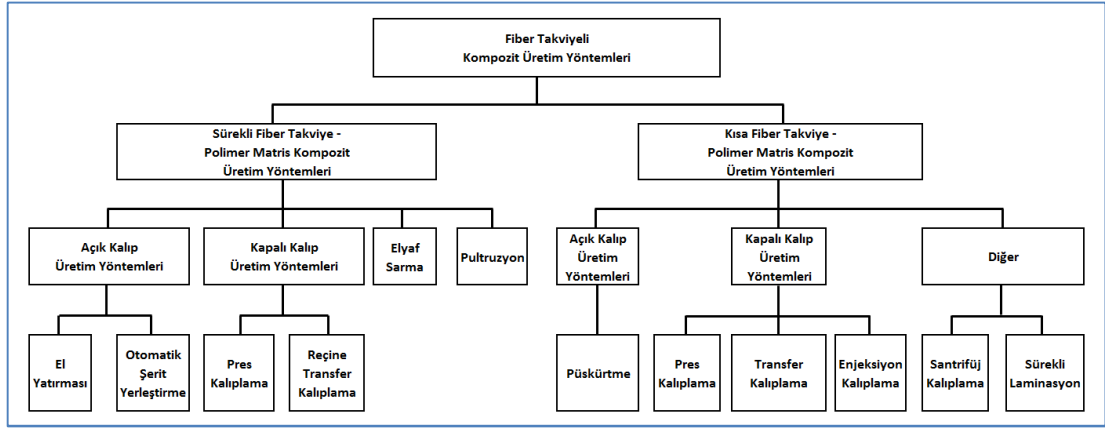 Fiber Takviyeli
Kompozit Üretim Yöntemleri
Sürekli Fiber Takviye -
Polimer Matris Kompozit
Üretim Yöntemleri
Kısa Fiber Takviye -
Polimer Matris Kompozit
Üretim Yöntemleri
Açık Kalıp
Üretim Yöntemleri
Kapalı Kalıp
Üretim Yöntemleri
Elyaf
Sarma
Pultruzyon
Açık Kalıp
Üretim
Yöntemleri
Kapalı Kalıp
Üretim
Yöntemleri
Diğer
El
Yatırması
Otomatik
Şerit
Yerleştirme
Pres
Kalıplama
Reçine
Transfer
Kalıplama
Püskürtme
Pres
Kalıplama
Transfer
Kalıplama
Enjeksiyon
Kalıplama
Santrifüj
Kalıplama
Sürekli
Laminasyon